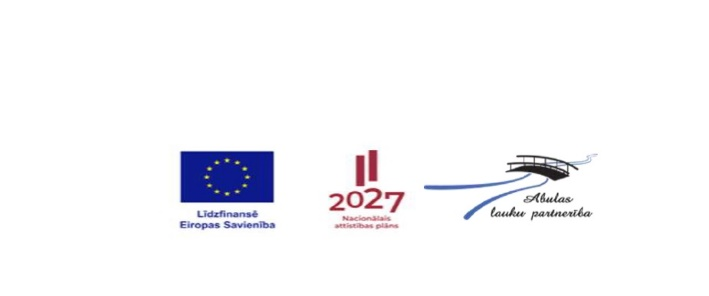 Līdzfinansē
Eiropas Savienība
2027
Nacionālais
attīstības plāns
Abulas
lauku partnerība